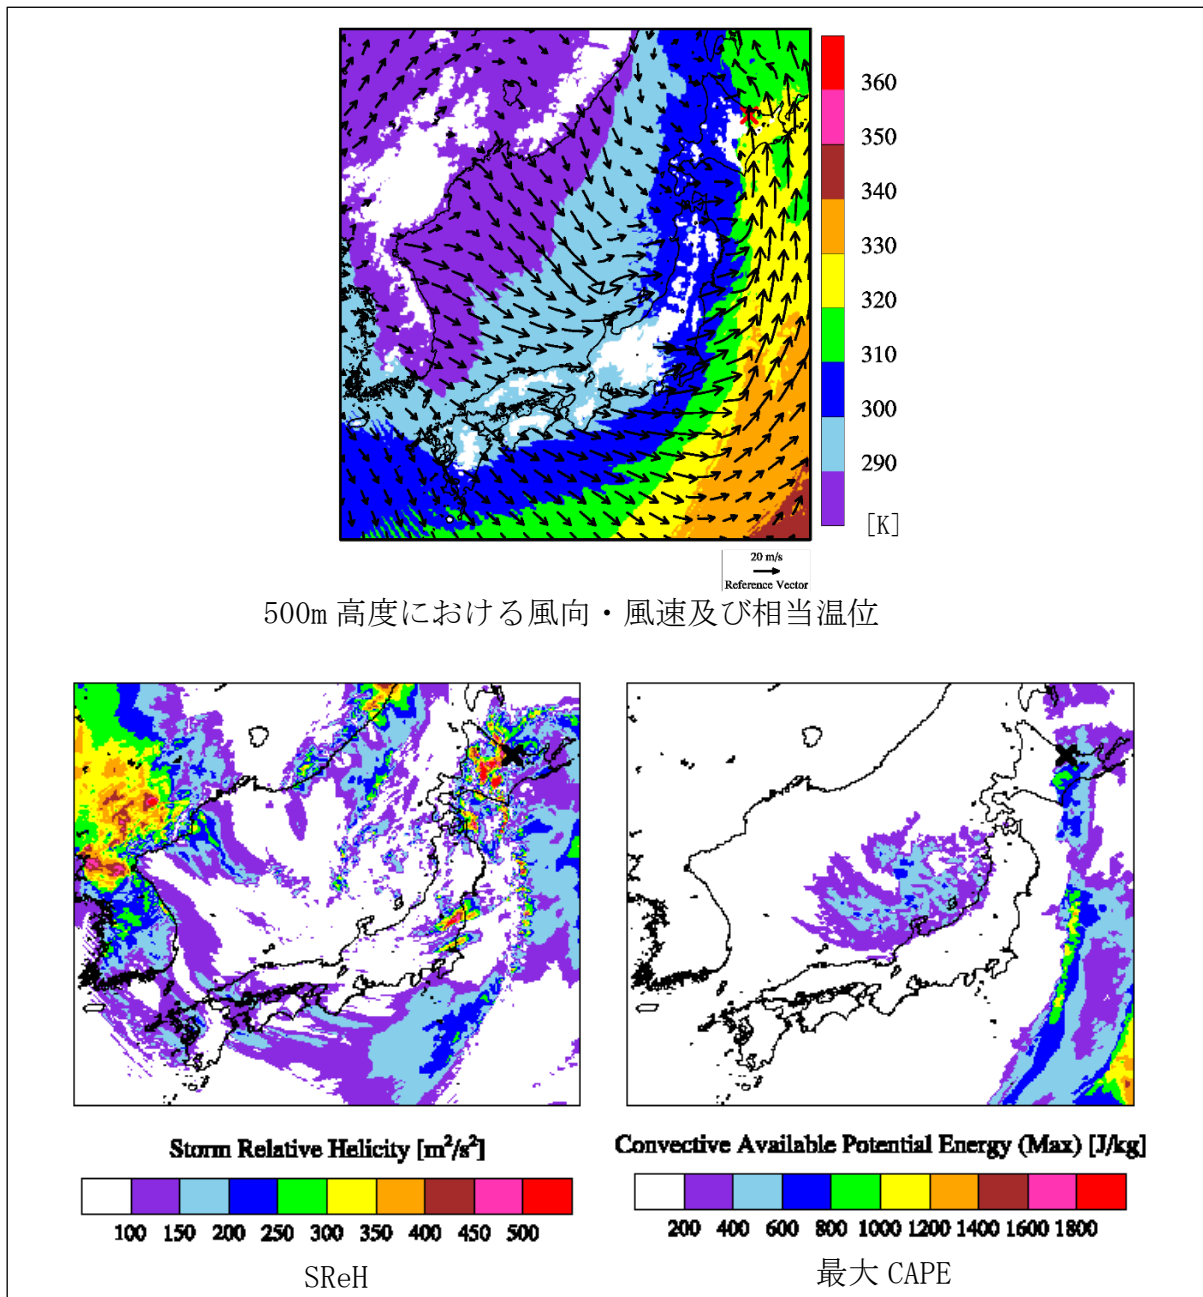 360
350
340
330
320
310
300
290
[K]
20 m/s
Reference Vector
500m 高度における風向・風速及び相当温位
Storm Relative Helicity [m²/s²]
100 150 200 250 300 350 400 450 500
SReH
Convective Available Potential Energy (Max) [J/kg]
200 400 600 800 1000 1200 1400 1600 1800
最大 CAPE